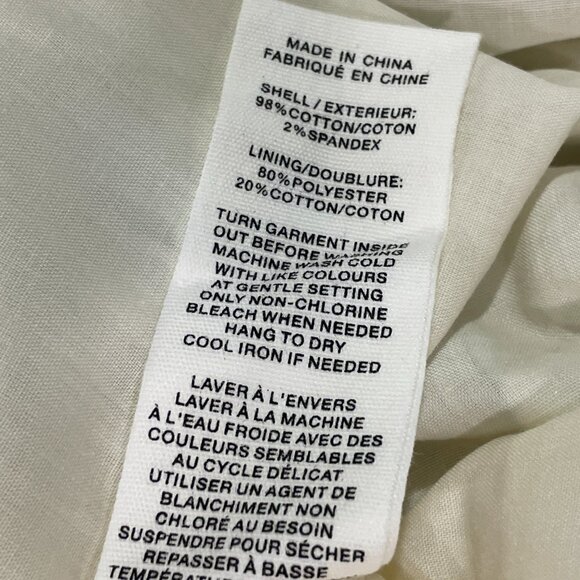 MADE IN CHINA
FABRIQUÉ EN CHINE
SHELL/EXTERIEUR:
98% COTTON/COTON
2% SPANDEX
LINING/DOUBLURE:
80% POLYESTER
20% COTTON/COTON
TURN GARMENT INSIDE
OUT BEFORE WASHING
MACHINE WASH COLD
WITH LIKE COLOURS
AT GENTLE SETTING
ONLY NON-CHLORINE
BLEACH WHEN NEEDED
HANG TO DRY
COOL IRON IF NEEDED
LAVER À L'ENVERS
LAVER À LA MACHINE
À L'EAU FROIDE AVEC DES
COULEURS SEMBLABLES
AU CYCLE DÉLICAT
UTILISER UN AGENT DE
BLANCHIMENT NON
CHLORÉ AU BESOIN
SUSPENDRE POUR SÉCHER
REPASSER À BASSE
TEMPÉRATURE